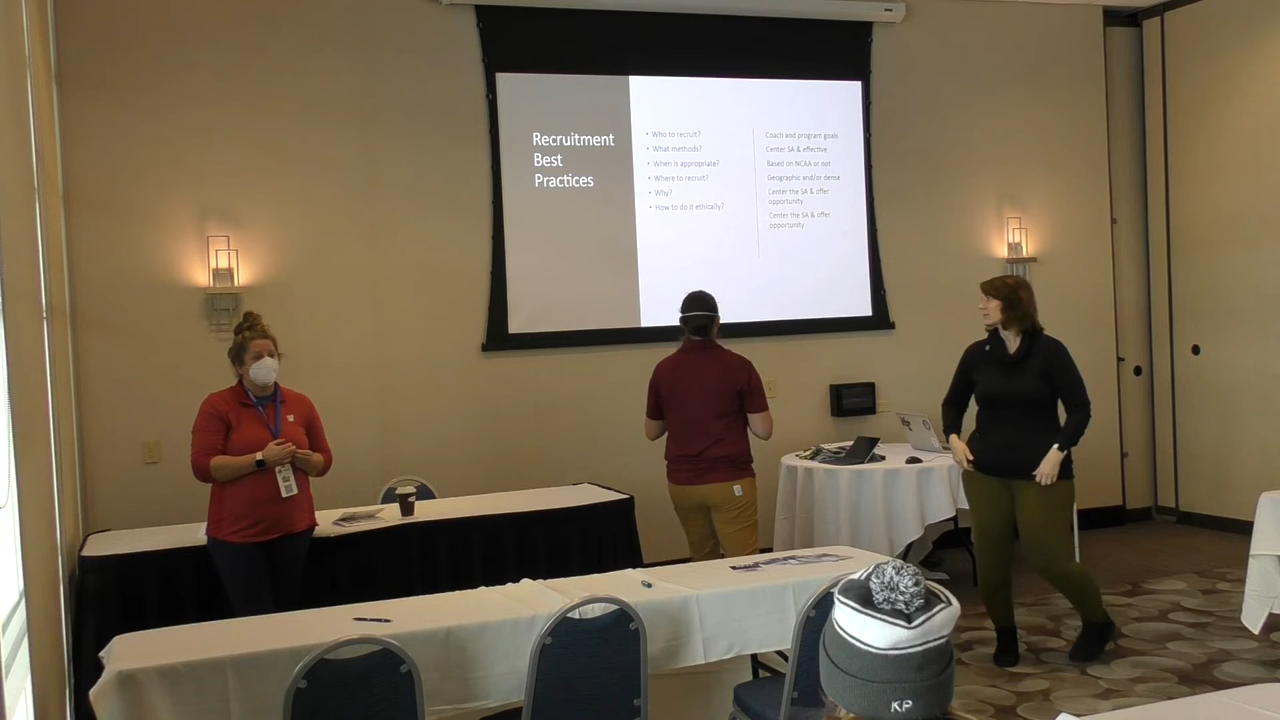 Recruitment
Best
Practices
• Who to recruit?
• What methods?
• When is appropriate?
• Where to recruit?
• Why?
• How to do it ethically?
Coach and program goals
Center SA & effective
Based on NCAA or not
Geographic and/or dense
Center the SA & offer
opportunity
Center the SA & offer
opportunity
KP